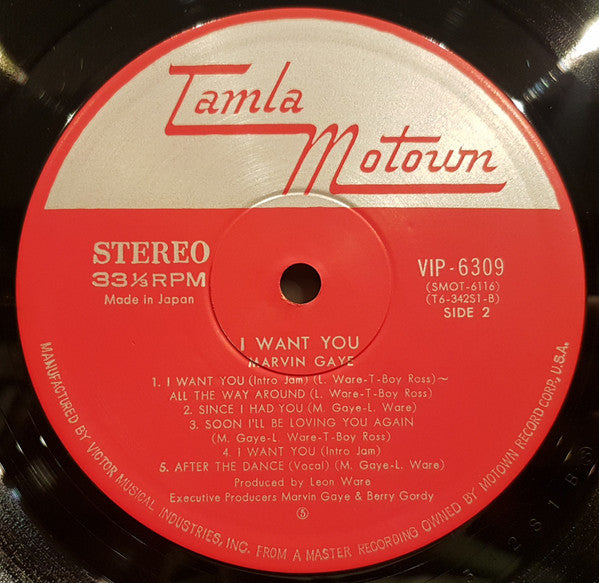 Tamla
Motown
STEREO
33⅓RPM
Made in Japan
VIP-6309
(SMOT-6116)
(T6-342S1-B)
SIDE 2
I WANT YOU
MARVIN GAYE
1. I WANT YOU (Intro Jam) (L. Ware-T-Boy Ross)~
ALL THE WAY AROUND (L. Ware-T-Boy Ross)
2. SINCE I HAD YOU (M. Gaye-L. Ware)
3. SOON I'LL BE LOVING YOU AGAIN
(M. Gaye-L. Ware-T-Boy Ross)
4. I WANT YOU (Intro Jam)
5. AFTER THE DANCE (Vocal) (M. Gaye-L. Ware)
Produced by Leon Ware
Executive Producers Marvin Gaye & Berry Gordy
⑤
MANUFACTURED BY VICTOR MUSICAL INDUSTRIES, INC. FROM A MASTER RECORDING OWNED BY MOTOWN RECORD CORP., U.S.A.